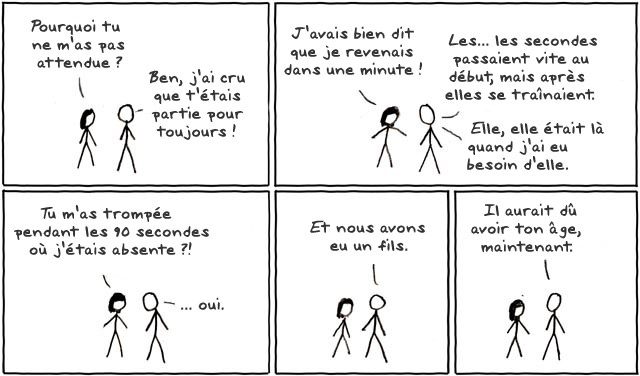 Pourquoi tu
ne m'as pas
attendue ?
Ben, j'ai cru
que t'étais
partie pour
toujours !
J'avais bien dit
que je revenais
dans une minute !
Les... les secondes
passaient vite au
début, mais après
elles se traînaient.
Elle, elle était là
quand j'ai eu
besoin d'elle.
Tu m'as trompée
pendant les 90 secondes
où j'étais absente ?!
... oui.
Et nous avons
eu un fils.
Il aurait dû
avoir ton âge,
maintenant.